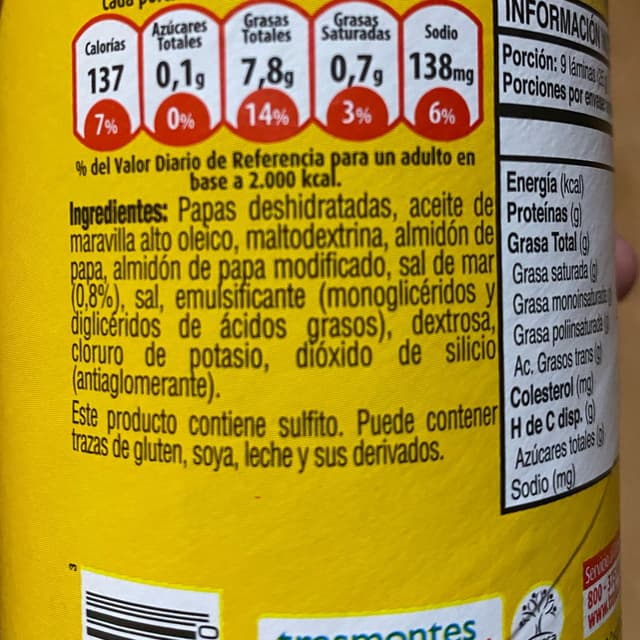 Cada
Calorías
137
7%
Azúcares
Totales
0,1g
0%
Grasas
Totales
7,8g
14%
Grasas
Saturadas
0,7g
3%
Sodio
138mg
6%
% del Valor Diario de Referencia para un adulto en
base a 2.000 kcal.
Ingredientes: Papas deshidratadas, aceite de
maravilla alto oleico, maltodextrina, almidón de
papa, almidón de papa modificado, sal de mar
(0,8%), sal, emulsificante (monoglicéridos y
diglicéridos de ácidos grasos), dextrosa,
cloruro de potasio, dióxido de silicio
(antiaglomerante).
Este producto contiene sulfito. Puede contener
trazas de gluten, soya, leche y sus derivados.
3
0
tresmontes
INFORMACIÓN
Porción: 9 láminas
Porciones por envase
Energía (kcal)
Proteínas (g)
Grasa Total (g)
Grasa saturada (g)
Grasa monoinsaturada
Grasa poliinsaturada (g)
Ac. Grasos trans (g)
Colesterol (mg)
H de C disp. (g)
Azúcares totales (g)
Sodio (mg)
Servicio